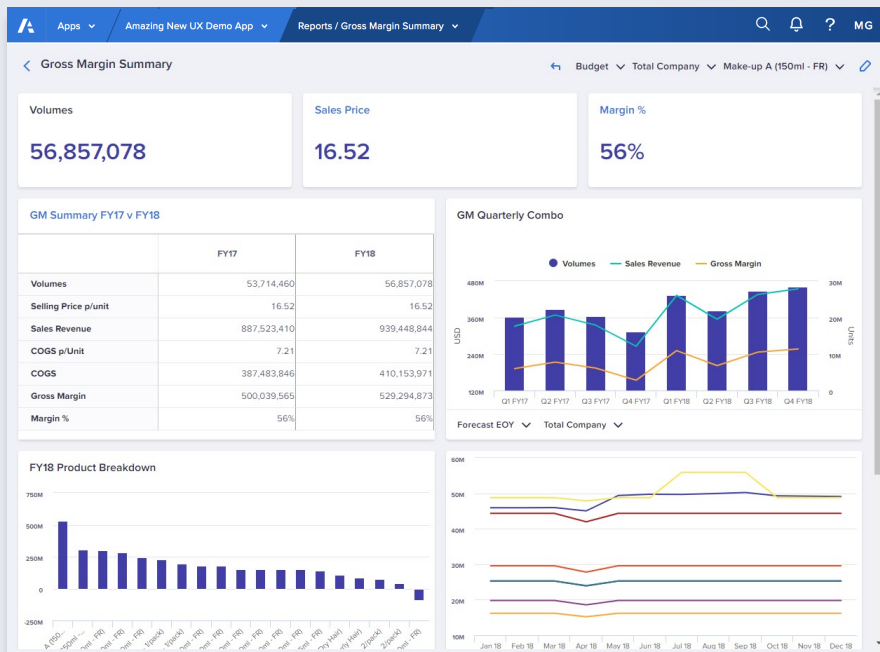 Apps Amazing New UX Demo App Reports / Gross Margin Summary MG
Gross Margin Summary Budget Total Company Make-up A (150ml - FR)
Volumes Sales Price Margin %
56,857,078 16.52 56%
GM Summary FY17 v FY18
FY17 FY18
Volumes 53,714,460 56,857,078
Selling Price p/unit 16.52 16.52
Sales Revenue 887,523,410 939,448,844
COGS p/Unit 7.21 7.21
COGS 387,483,846 410,153,971
Gross Margin 500,039,565 529,294,873
Margin % 56% 56%
GM Quarterly Combo
Volumes Sales Revenue Gross Margin
480M 30M
360M 20M
USD Units
240M 10M
120M 0
Q1 FY17 Q2 FY17 Q3 FY17 Q4 FY17 Q1 FY18 Q2 FY18 Q3 FY18 Q4 FY18
Forecast EOY Total Company
FY18 Product Breakdown
750M
500M
250M
0
-250M
60M
50M
40M
30M
20M
10M
Jan 18 Feb 18 Mar 18 Apr 18 May 18 Jun 18 Jul 18 Aug 18 Sep 18 Oct 18 Nov 18 Dec 18